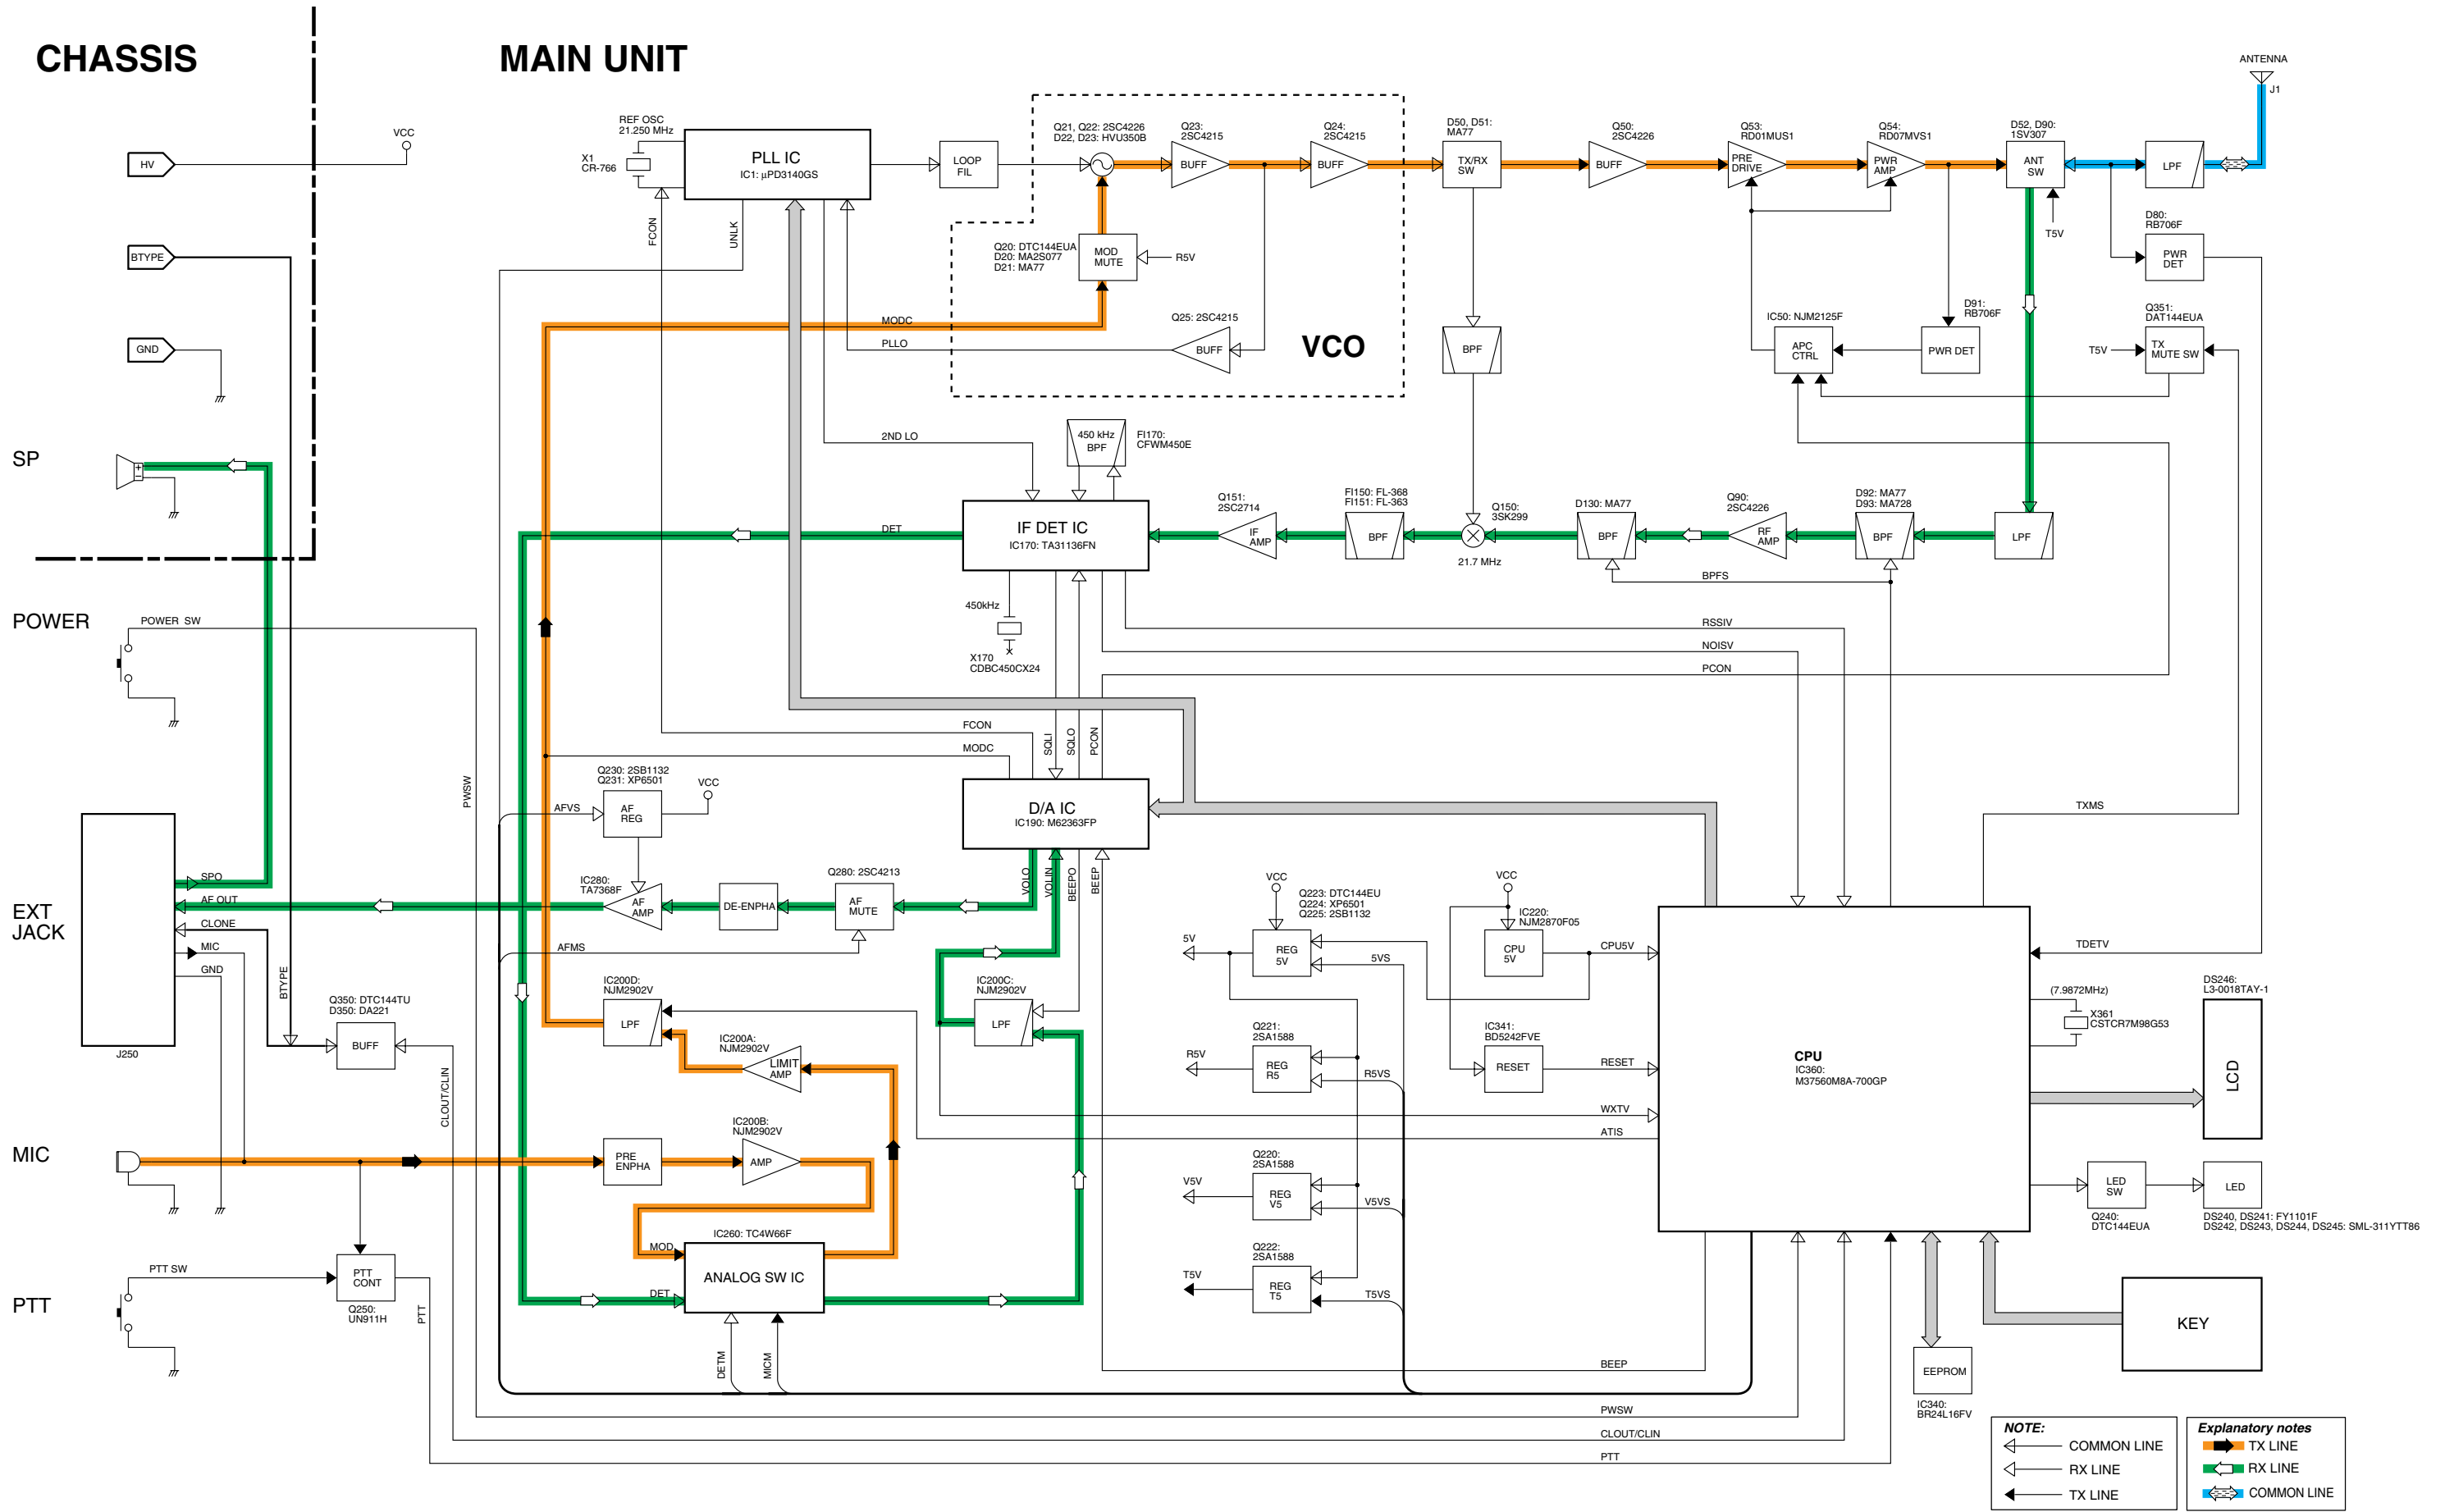 CHASSIS
MAIN UNIT
ANTENNA
J1
HV
VCC
BTYPE
GND
SP
+
−
POWER
POWER SW
PWSW
EXT
JACK
SPO
AF OUT
CLONE
MIC
GND
J250
BTYPE
Q350: DTC144TU
D350: DA221
BUFF
CLOUT/CLIN
MIC
PTT
PTT SW
PTT
CONT
Q250:
UN911H
PTT
REF OSC
21.250 MHz
X1
CR-766
PLL IC
IC1: µPD3140GS
LOOP
FIL
FCON
UNLK
Q21, Q22: 2SC4226
D22, D23: HVU350B
Q23:
2SC4215
BUFF
Q24:
2SC4215
BUFF
Q20: DTC144EUA
D20: MA2S077
D21: MA77
MOD
MUTE
R5V
MODC
PLLO
Q25: 2SC4215
BUFF
VCO
D50, D51:
MA77
TX/RX
SW
Q50:
2SC4226
BUFF
Q53:
RD01MUS1
PRE
DRIVE
Q54:
RD07MVS1
PWR
AMP
D52, D90:
1SV307
ANT
SW
LPF
T5V
D80:
RB706F
PWR
DET
BPF
IC50: NJM2125F
APC
CTRL
D91:
RB706F
PWR DET
Q351:
DAT144EUA
T5V
TX
MUTE SW
2ND LO
450 kHz
BPF
FI170:
CFWM450E
DET
IF DET IC
IC170: TA31136FN
Q151:
2SC2714
IF
AMP
FI150: FL-368
FI151: FL-363
BPF
Q150:
3SK299
21.7 MHz
D130: MA77
BPF
Q90:
2SC4226
RF
AMP
D92: MA77
D93: MA728
BPF
LPF
BPFS
450kHz
X170
CDBC450CX24
RSSIV
NOISV
PCON
FCON
MODC
SQLI
SQLO
PCON
Q230: 2SB1132
Q231: XP6501
VCC
AFVS
AF
REG
D/A IC
IC190: M62363FP
TXMS
IC280:
TA7368F
AF
AMP
DE-ENPHA
Q280: 2SC4213
AF
MUTE
VOLO
VOLIN
BEEPO
BEEP
AFMS
IC200D:
NJM2902V
LPF
IC200C:
NJM2902V
LPF
IC200A:
NJM2902V
LIMIT
AMP
IC200B:
NJM2902V
PRE
ENPHA
AMP
IC260: TC4W66F
MOD
ANALOG SW IC
DET
DETM
MICM
VCC
Q223: DTC144EU
Q224: XP6501
Q225: 2SB1132
5V
REG
5V
5VS
VCC
IC220:
NJM2870F05
CPU
5V
CPU5V
IC341:
BD5242FVE
RESET
RESET
Q221:
2SA1588
R5V
REG
R5
R5VS
WXTV
ATIS
Q220:
2SA1588
V5V
REG
V5
V5VS
Q222:
2SA1588
T5V
REG
T5
T5VS
CPU
IC360:
M37560M8A-700GP
TDETV
(7.9872MHz)
X361
CSTCR7M98G53
DS246:
L3-0018TAY-1
LCD
LED
SW
Q240:
DTC144EUA
LED
DS240, DS241: FY1101F
DS242, DS243, DS244, DS245: SML-311YTT86
KEY
EEPROM
IC340:
BR24L16FV
BEEP
PWSW
CLOUT/CLIN
PTT
NOTE:
COMMON LINE
RX LINE
TX LINE
Explanatory notes
TX LINE
RX LINE
COMMON LINE